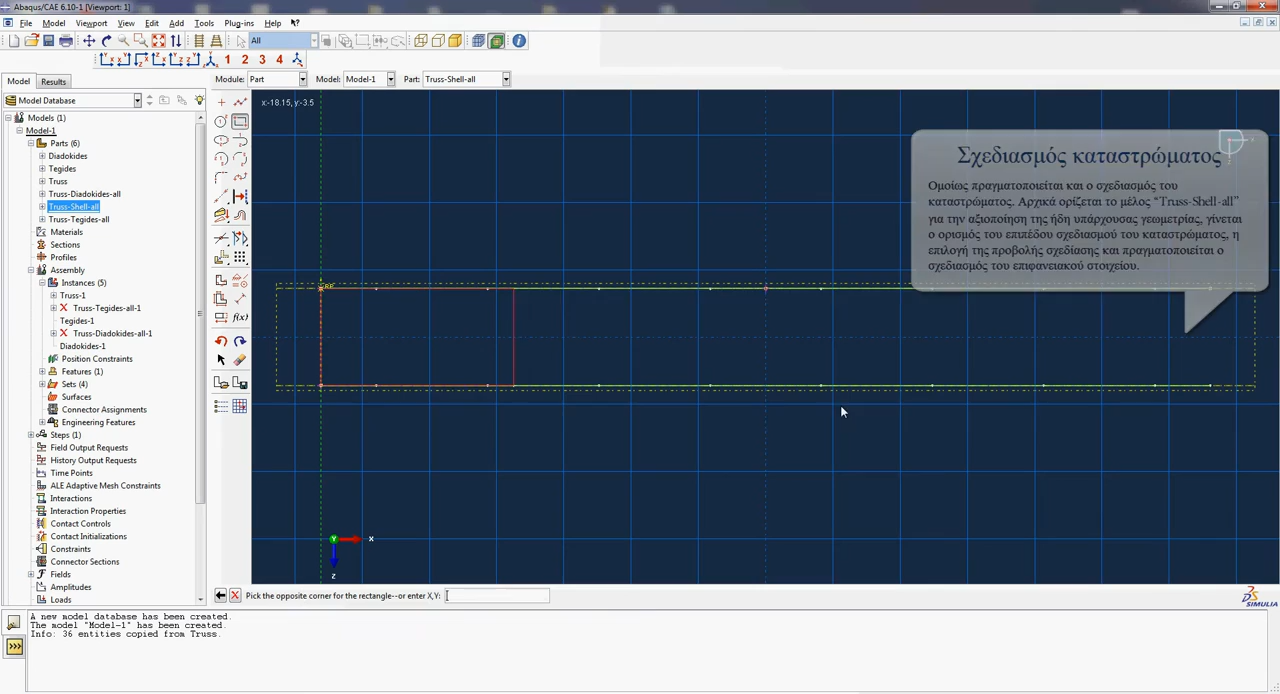 Abaqus/CAE 6.10-1 [Viewport: 1]
File Model Viewport View Edit Add Tools Plug-ins Help
All
1 2 3 4
Model Results
Module: Part Model: Model-1 Part: Truss-Shell-all
Model Database
x:-18.15, y:-3.5
Models (1)
Model-1
Parts (6)
Diadokides
Tegides
Truss
Truss-Diadokides-all
Truss-Shell-all
Truss-Tegides-all
Materials
Sections
Profiles
Assembly
Instances (5)
Truss-1
Truss-Tegides-all-1
Tegides-1
Truss-Diadokides-all-1
Diadokides-1
Position Constraints
Features (1)
Sets (4)
Surfaces
Connector Assignments
Engineering Features
Steps (1)
Field Output Requests
History Output Requests
Time Points
ALE Adaptive Mesh Constraints
Interactions
Interaction Properties
Contact Controls
Contact Initializations
Constraints
Connector Sections
Fields
Amplitudes
Loads
f(x)
RP
Σχεδιασμός καταστρώματος
Ομοίως πραγματοποιείται και ο σχεδιασμός του
καταστρώματος. Αρχικά ορίζεται το μέλος “Truss-Shell-all”
για την αξιοποίηση της ήδη υπάρχουσας γεωμετρίας, γίνεται
ο ορισμός του επιπέδου σχεδιασμού του καταστρώματος, η
επιλογή της προβολής σχεδίασης και πραγματοποιείται ο
σχεδιασμός του επιφανειακού στοιχείου.
Y
X
Z
Pick the opposite corner for the rectangle--or enter X,Y:
SIMULIA
A new model database has been created.
The model "Model-1" has been created.
Info: 36 entities copied from Truss.
>>>